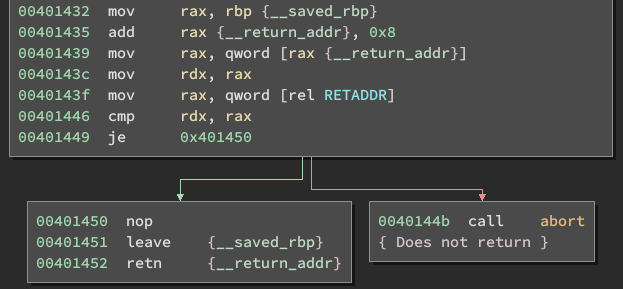 00401432 mov rax, rbp {__saved_rbp}
00401435 add rax {__return_addr}, 0x8
00401439 mov rax, qword [rax {__return_addr}]
0040143c mov rdx, rax
0040143f mov rax, qword [rel RETADDR]
00401446 cmp rdx, rax
00401449 je 0x401450
00401450 nop
00401451 leave {__saved_rbp}
00401452 retn {__return_addr}
0040144b call abort
{ Does not return }